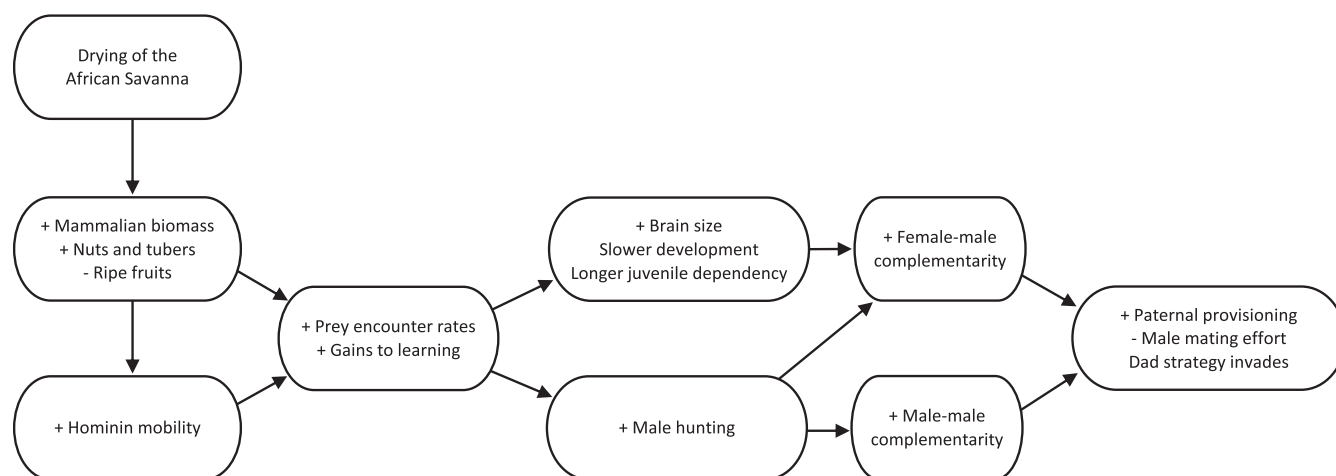 Drying of the
African Savanna
+ Mammalian biomass
+ Nuts and tubers
- Ripe fruits
+ Hominin mobility
+ Prey encounter rates
+ Gains to learning
+ Brain size
Slower development
Longer juvenile dependency
+ Male hunting
+ Female-male
complementarity
+ Male-male
complementarity
+ Paternal provisioning
- Male mating effort
Dad strategy invades